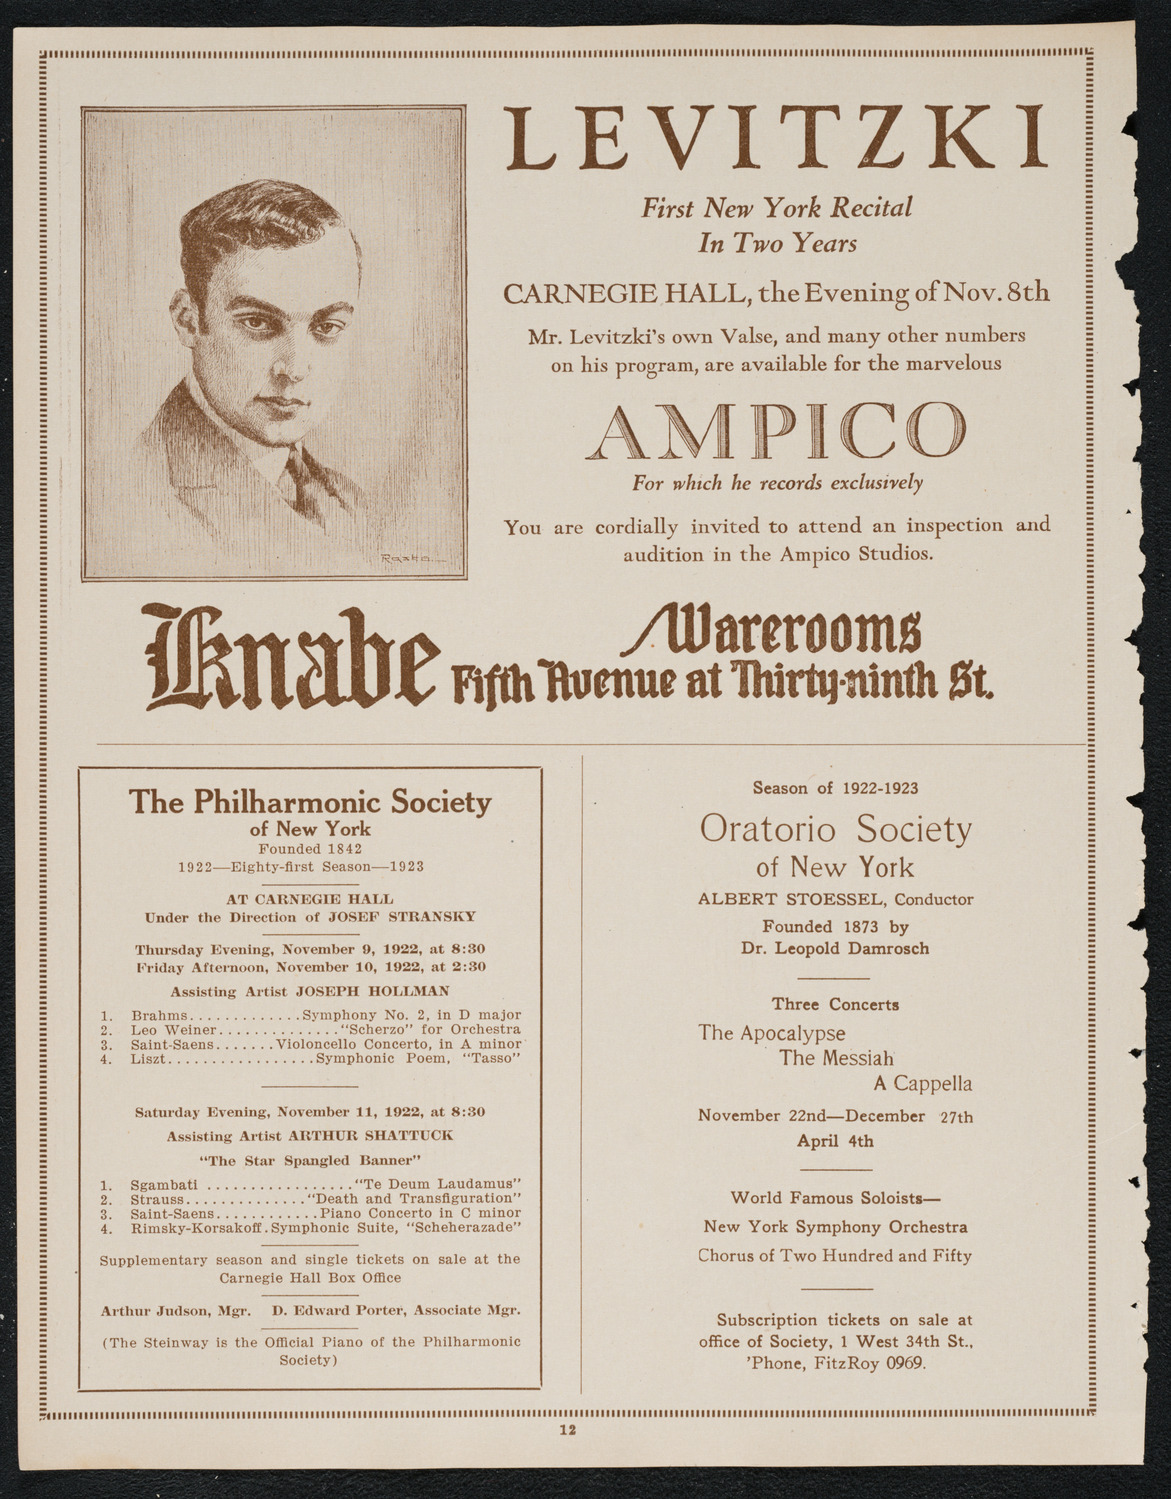 LEVITZKI
First New York Recital
In Two Years
CARNEGIE HALL, the Evening of Nov. 8th
Mr. Levitzki's own Valse, and many other numbers
on his program, are available for the marvelous
AMPICO
For which he records exclusively
You are cordially invited to attend an inspection and
audition in the Ampico Studios.
Knabe Warerooms
Fifth Avenue at Thirty-ninth St.
The Philharmonic Society
of New York
Founded 1842
1922—Eighty-first Season—1923
AT CARNEGIE HALL
Under the Direction of JOSEF STRANSKY
Thursday Evening, November 9, 1922, at 8:30
Friday Afternoon, November 10, 1922, at 2:30
Assisting Artist JOSEPH HOLLMAN
1. Brahms.............Symphony No. 2, in D major
2. Leo Weiner..............“Scherzo” for Orchestra
3. Saint-Saens.......Violoncello Concerto, in A minor
4. Liszt.................Symphonic Poem, “Tasso”
Saturday Evening, November 11, 1922, at 8:30
Assisting Artist ARTHUR SHATTUCK
“The Star Spangled Banner”
1. Sgambati .................“Te Deum Laudamus”
2. Strauss..............“Death and Transfiguration”
3. Saint-Saens............Piano Concerto in C minor
4. Rimsky-Korsakoff.Symphonic Suite, “Scheherazade”
Supplementary season and single tickets on sale at the
Carnegie Hall Box Office
Arthur Judson, Mgr. D. Edward Porter, Associate Mgr.
(The Steinway is the Official Piano of the Philharmonic
Society)
Season of 1922-1923
Oratorio Society
of New York
ALBERT STOESSEL, Conductor
Founded 1873 by
Dr. Leopold Damrosch
Three Concerts
The Apocalypse
The Messiah
A Cappella
November 22nd—December 27th
April 4th
World Famous Soloists—
New York Symphony Orchestra
Chorus of Two Hundred and Fifty
Subscription tickets on sale at
office of Society, 1 West 34th St.,
'Phone, FitzRoy 0969.
12